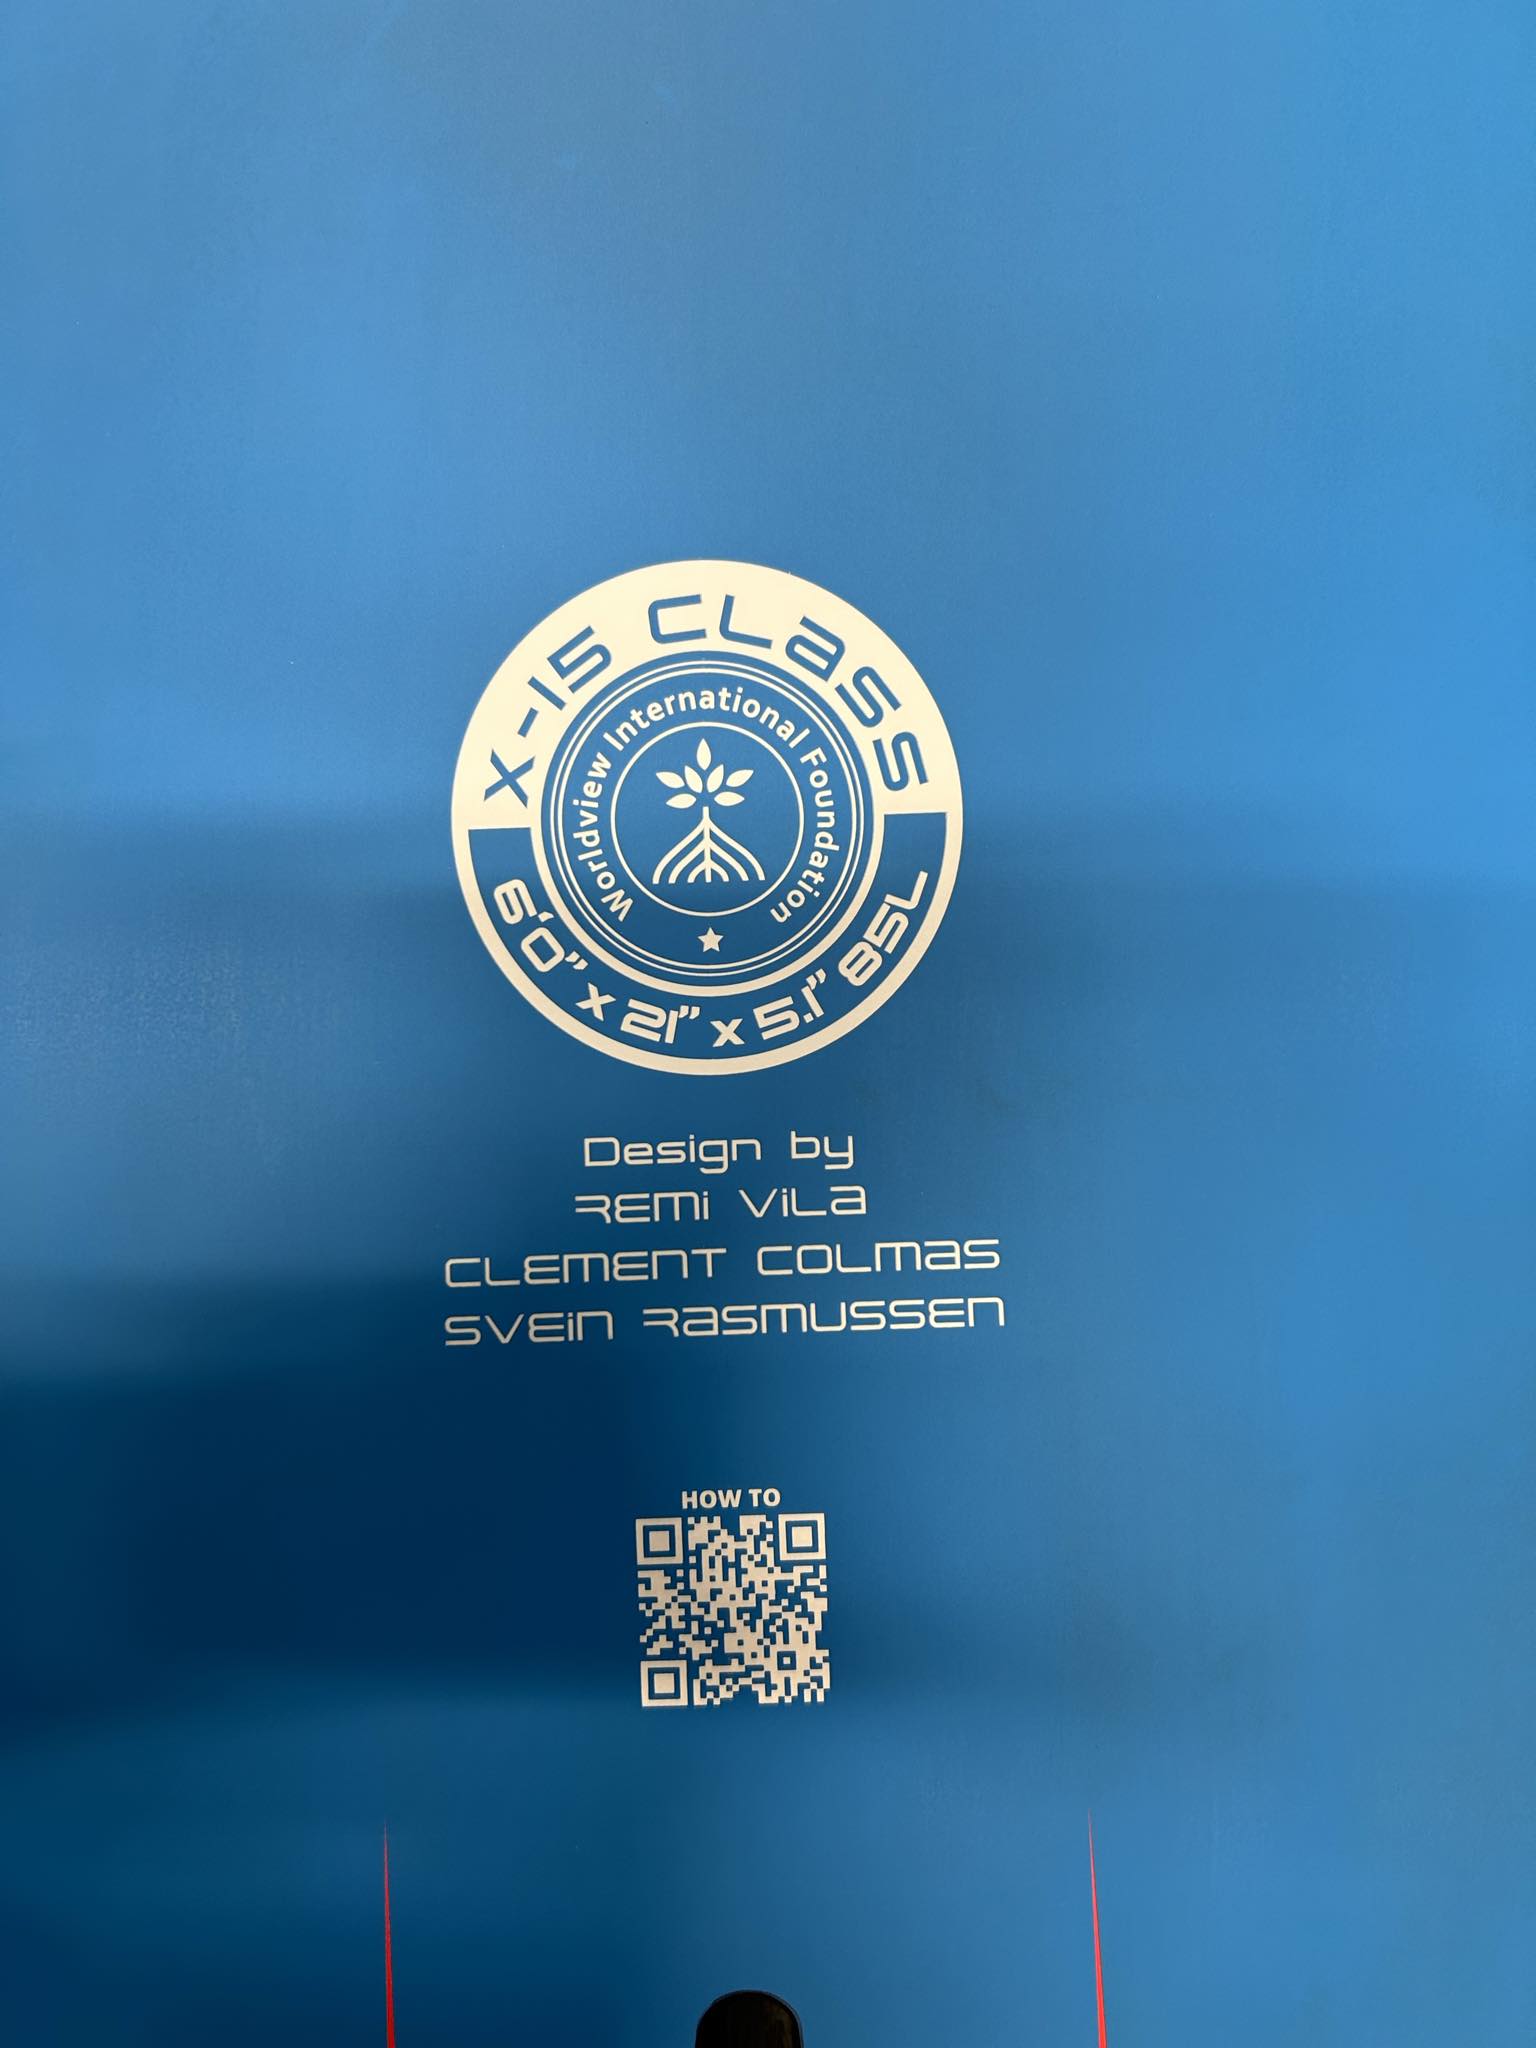 X-15 CLaSS
Worldview International Foundation
6'0" x 21" x 5.1" 85L
Design by
REMi ViLa
CLEMENT COLMaS
SVEiN RaSMUSSEN
HOW TO